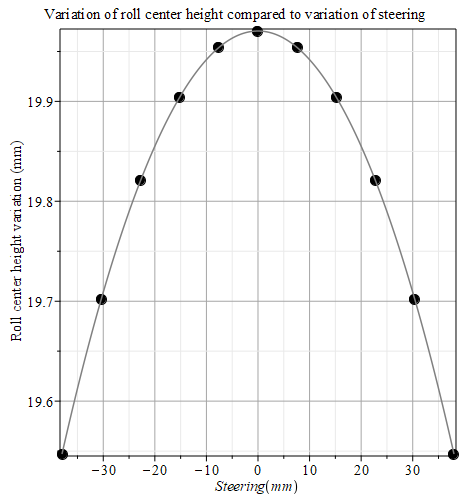 Variation of roll center height compared to variation of steering
Roll center height variation (mm)
19.9
19.8
19.7
19.6
−30 −20 −10 0 10 20 30
Steering(mm)